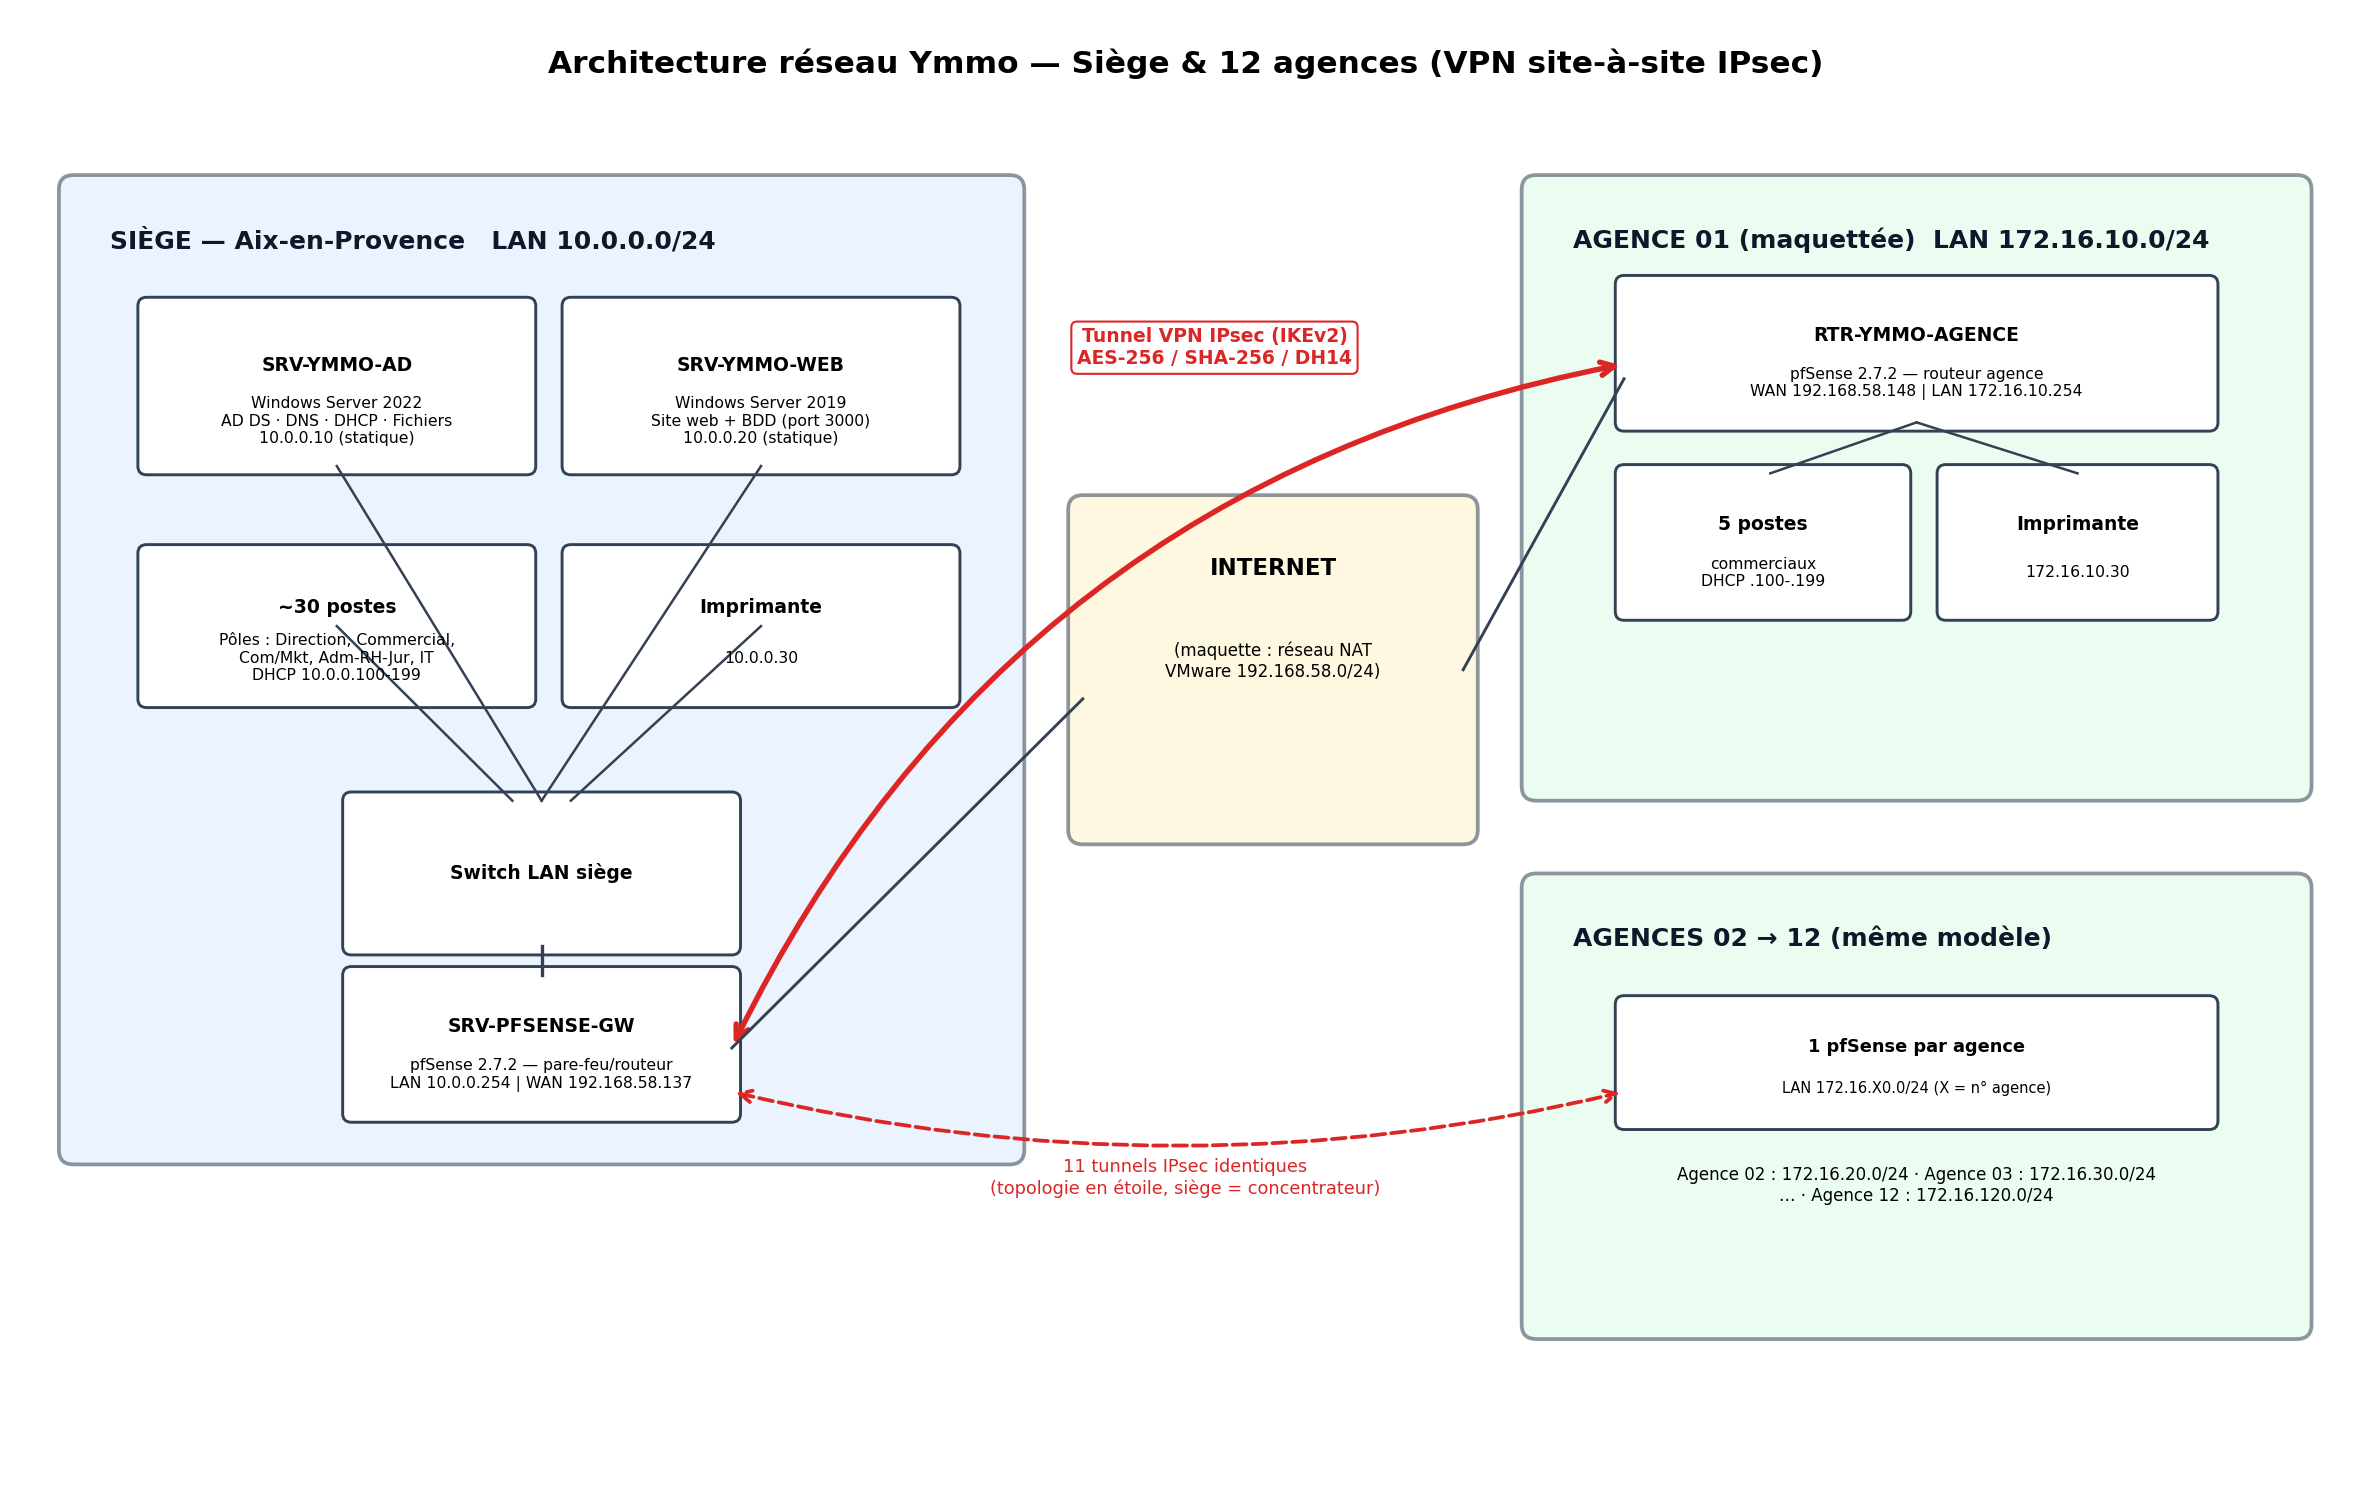 Architecture réseau Ymmo — Siège & 12 agences (VPN site-à-site IPsec)
SIÈGE — Aix-en-Provence   LAN 10.0.0.0/24
SRV-YMMO-AD
Windows Server 2022
AD DS · DNS · DHCP · Fichiers
10.0.0.10 (statique)
SRV-YMMO-WEB
Windows Server 2019
Site web + BDD (port 3000)
10.0.0.20 (statique)
~30 postes
Pôles : Direction, Commercial,
Com/Mkt, Adm-RH-Jur, IT
DHCP 10.0.0.100-199
Imprimante
10.0.0.30
Switch LAN siège
SRV-PFSENSE-GW
pfSense 2.7.2 — pare-feu/routeur
LAN 10.0.0.254 | WAN 192.168.58.137
Tunnel VPN IPsec (IKEv2)
AES-256 / SHA-256 / DH14
INTERNET
(maquette : réseau NAT
VMware 192.168.58.0/24)
11 tunnels IPsec identiques
(topologie en étoile, siège = concentrateur)
AGENCE 01 (maquettée)  LAN 172.16.10.0/24
RTR-YMMO-AGENCE
pfSense 2.7.2 — routeur agence
WAN 192.168.58.148 | LAN 172.16.10.254
5 postes
commerciaux
DHCP .100-.199
Imprimante
172.16.10.30
AGENCES 02 → 12 (même modèle)
1 pfSense par agence
LAN 172.16.X0.0/24 (X = n° agence)
Agence 02 : 172.16.20.0/24 · Agence 03 : 172.16.30.0/24
… · Agence 12 : 172.16.120.0/24